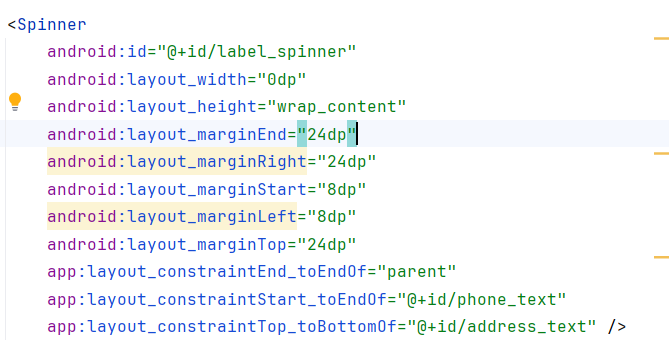 <Spinner
android:id="@+id/label_spinner"
android:layout_width="0dp"
android:layout_height="wrap_content"
android:layout_marginEnd="24dp"
android:layout_marginRight="24dp"
android:layout_marginStart="8dp"
android:layout_marginLeft="8dp"
android:layout_marginTop="24dp"
app:layout_constraintEnd_toEndOf="parent"
app:layout_constraintStart_toEndOf="@+id/phone_text"
app:layout_constraintTop_toBottomOf="@+id/address_text" />